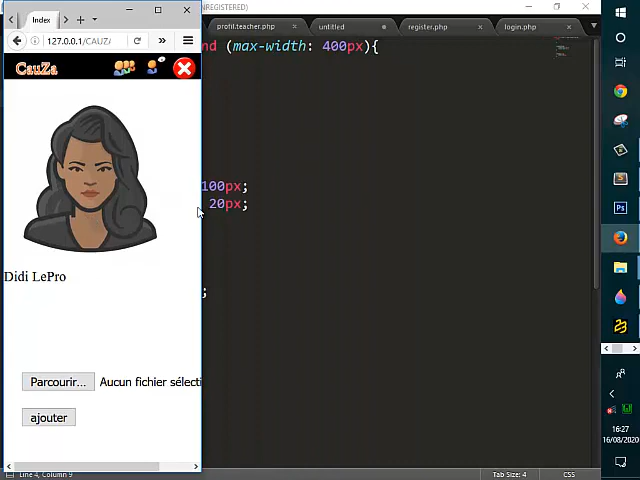 REGISTERED)
Index
profil.teacher.php
untitled
register.php
login.php
127.0.0.1/CAUZA
nd (max-width: 400px){
CauZa
100px;
20px;
Didi LePro
;
Parcourir...
Aucun fichier sélecti
ajouter
Line 4, Column 9
Tab Size: 4
CSS
16:27
16/08/2020